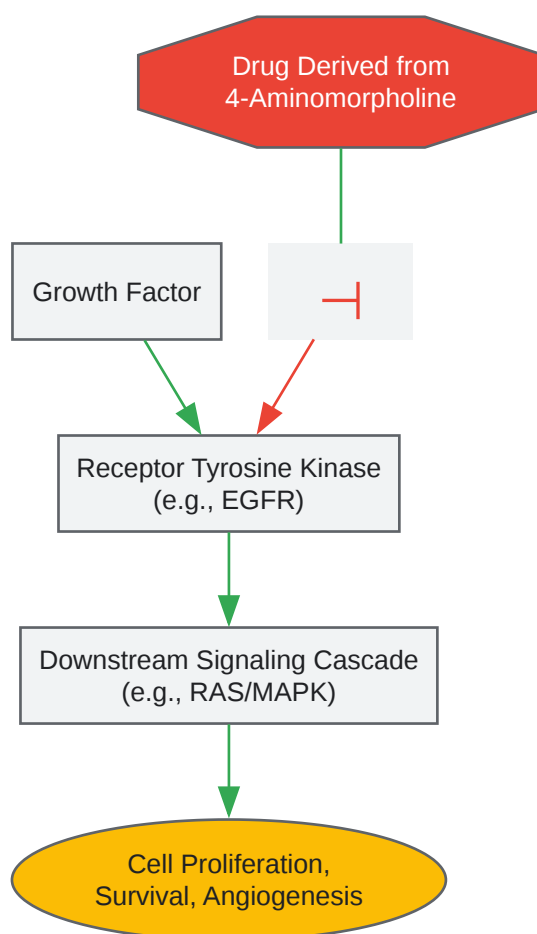 Drug Derived from
4-Aminomorpholine
Growth Factor
⊣
Receptor Tyrosine Kinase
(e.g., EGFR)
Downstream Signaling Cascade
(e.g., RAS/MAPK)
Cell Proliferation,
Survival, Angiogenesis